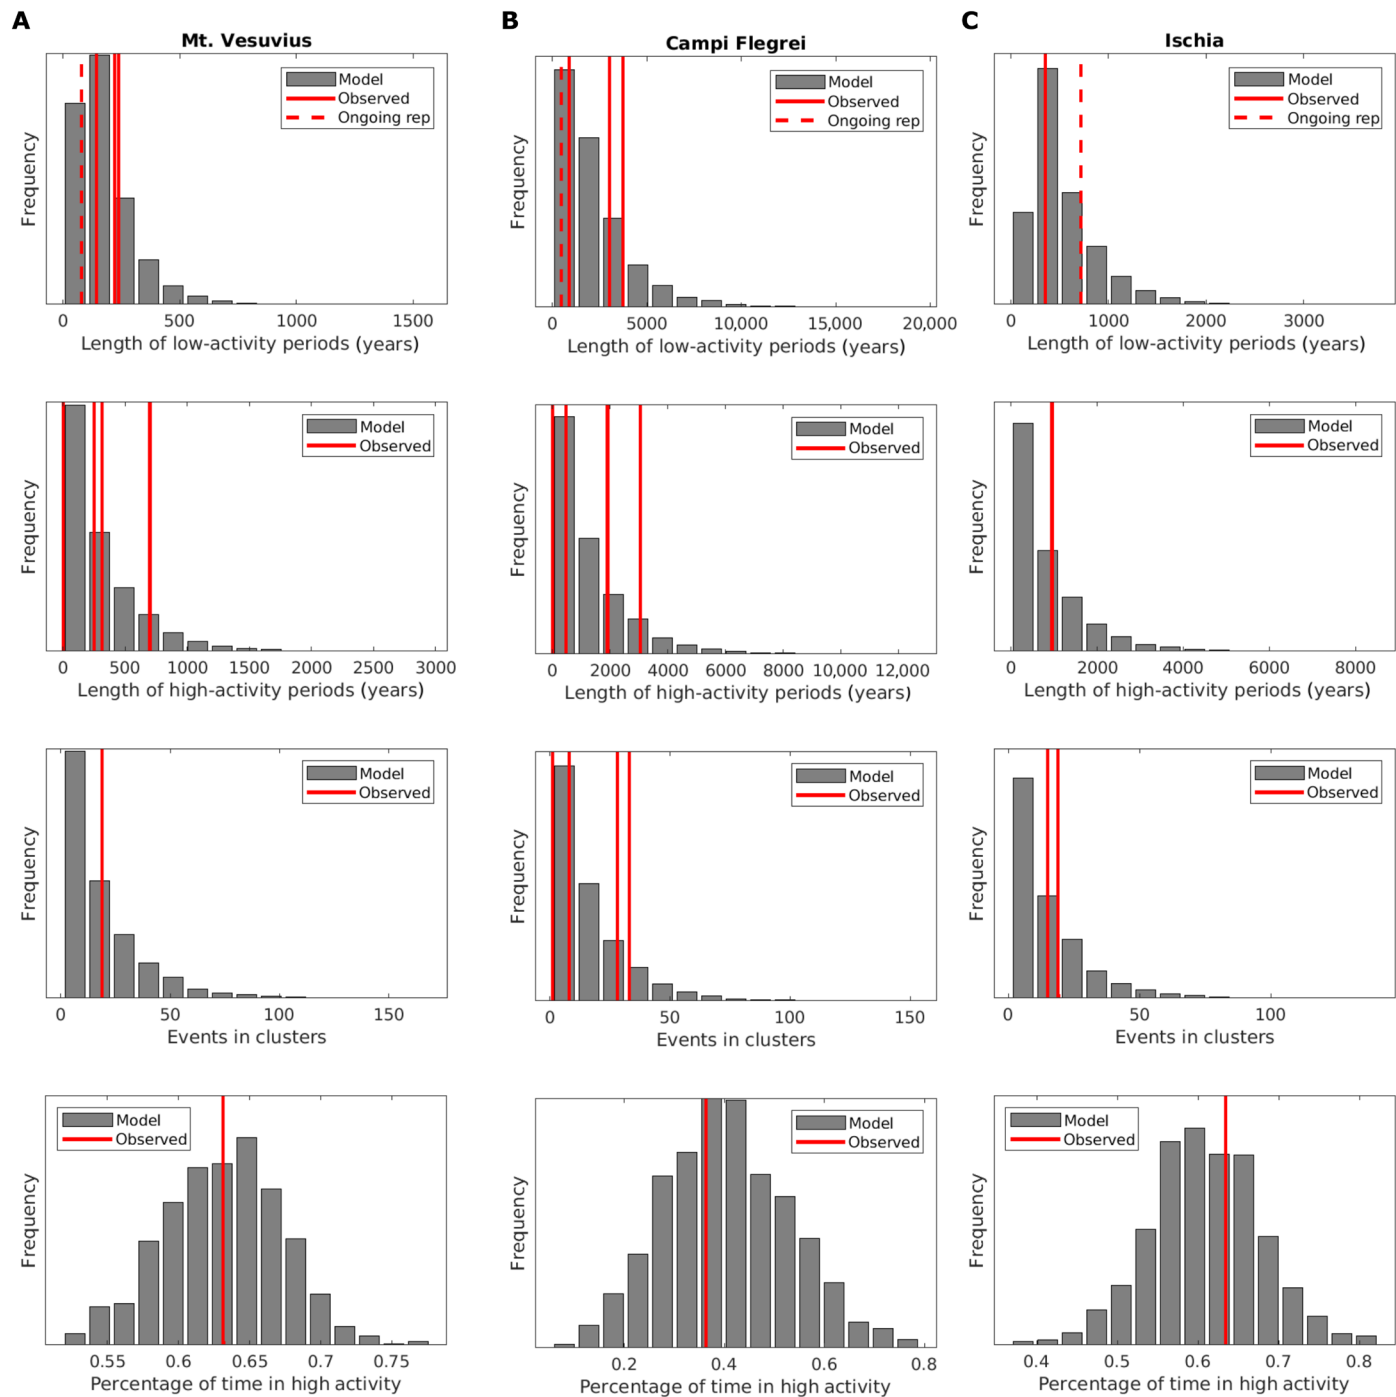 A
B
C
Mt. Vesuvius
Campi Flegrei
Ischia
Frequency
Model
Observed
Ongoing rep
0 500 1000 1500
Length of low-activity periods (years)
Frequency
Model
Observed
Ongoing rep
0 5000 10,000 15,000 20,000
Length of low-activity periods (years)
Frequency
Model
Observed
Ongoing rep
0 1000 2000 3000
Length of low-activity periods (years)
Frequency
Model
Observed
0 500 1000 1500 2000 2500 3000
Length of high-activity periods (years)
Frequency
Model
Observed
0 2000 4000 6000 8000 10,000 12,000
Length of high-activity periods (years)
Frequency
Model
Observed
0 2000 4000 6000 8000
Length of high-activity periods (years)
Frequency
Model
Observed
0 50 100 150
Events in clusters
Frequency
Model
Observed
0 50 100 150
Events in clusters
Frequency
Model
Observed
0 50 100
Events in clusters
Frequency
Model
Observed
0.55 0.6 0.65 0.7 0.75
Percentage of time in high activity
Frequency
Model
Observed
0.2 0.4 0.6 0.8
Percentage of time in high activity
Frequency
Model
Observed
0.4 0.5 0.6 0.7 0.8
Percentage of time in high activity